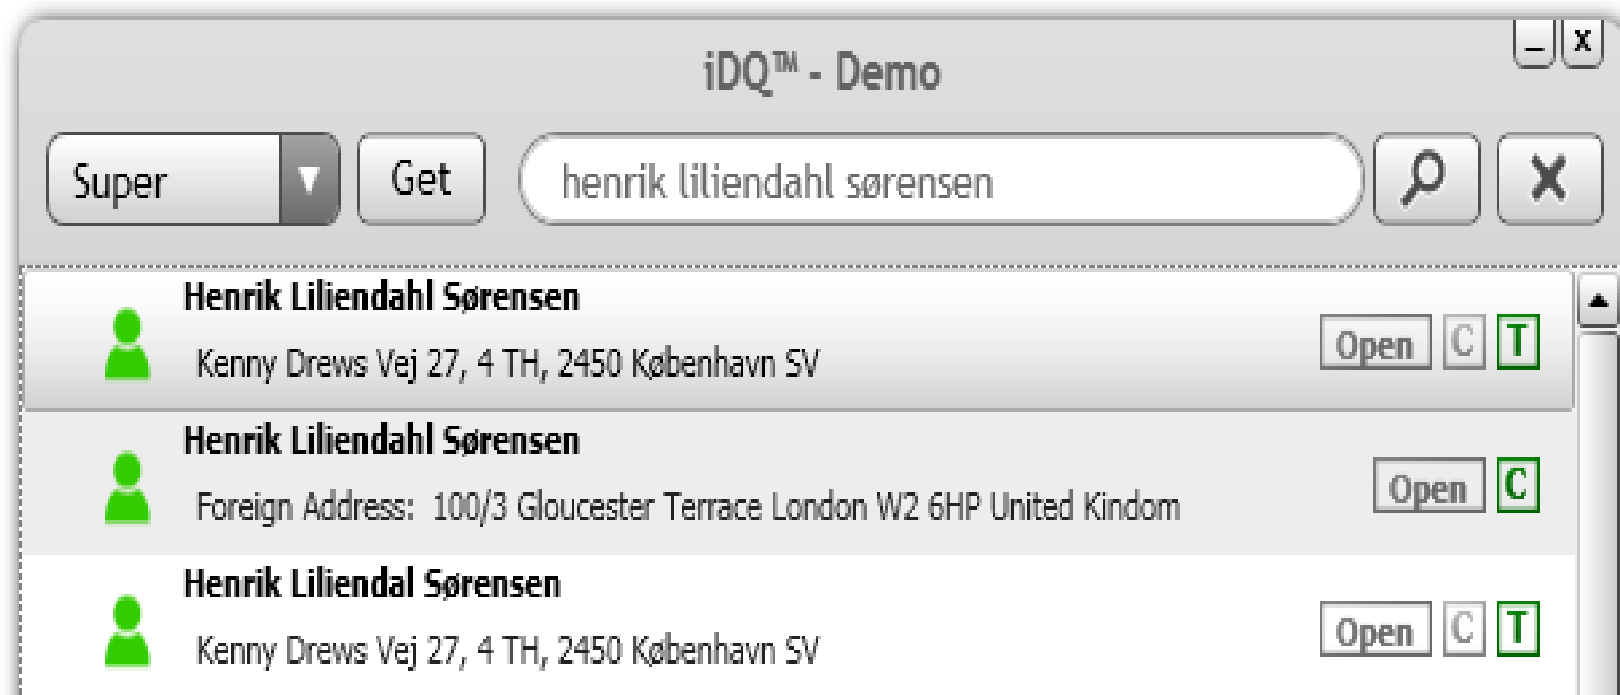 iDQ™ - Demo
_ X
Super Get henrik liliendahl sørensen
Henrik Liliendahl Sørensen
Kenny Drews Vej 27, 4 TH, 2450 København SV
Open C T
Henrik Liliendahl Sørensen
Foreign Address: 100/3 Gloucester Terrace London W2 6HP United Kindom
Open C
Henrik Liliendal Sørensen
Kenny Drews Vej 27, 4 TH, 2450 København SV
Open C T